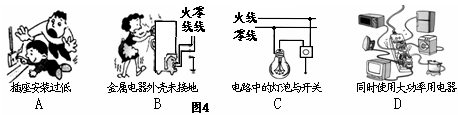 火零
线线
火线
零线
插座安装过低
金属电器外壳未接地
电路中的灯泡与开关
同时使用大功率用电器
A
B
图4
C
D